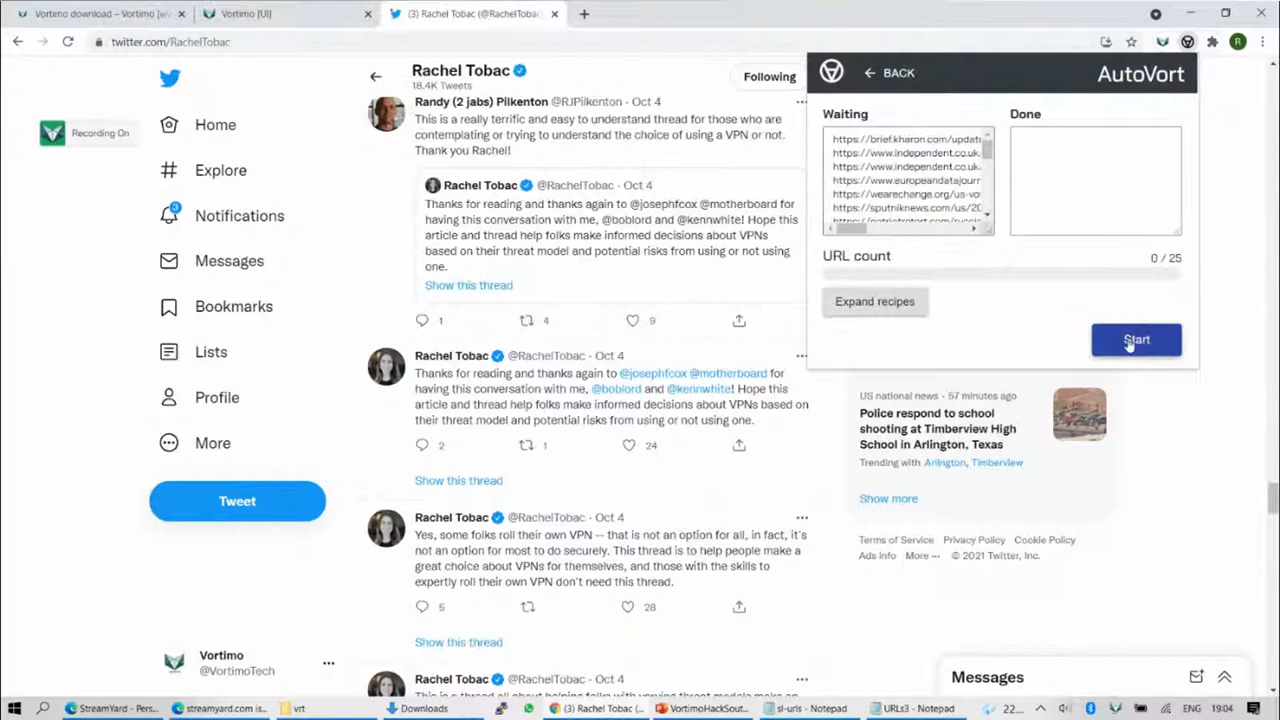 Vortimo download – Vortimo [w
Vortimo [UI]
(3) Rachel Tobac (@RachelTobac
twitter.com/RachelTobac
R
Recording On
Home
Explore
3
Notifications
Messages
Bookmarks
Lists
Profile
More
Tweet
Vortimo
@VortimoTech
Rachel Tobac
18.4K Tweets
Following
Randy (2 jabs) Pilkenton @RJPilkenton · Oct 4
This is a really terrific and easy to understand thread for those who are
contemplating or trying to understand the choice of using a VPN or not.
Thank you Rachel!
Rachel Tobac @RachelTobac · Oct 4
Thanks for reading and thanks again to @josephfcox @motherboard for
having this conversation with me, @boblord and @kennwhite! Hope this
article and thread help folks make informed decisions about VPNs
based on their threat model and potential risks from using or not using
one.
Show this thread
1 4 9
Rachel Tobac @RachelTobac · Oct 4
Thanks for reading and thanks again to @josephfcox @motherboard for
having this conversation with me, @boblord and @kennwhite! Hope this
article and thread help folks make informed decisions about VPNs based on
their threat model and potential risks from using or not using one.
2 1 24
Show this thread
Rachel Tobac @RachelTobac · Oct 4
Yes, some folks roll their own VPN -- that is not an option for all, in fact, it's
not an option for most to do securely. This thread is to help people make a
great choice about VPNs for themselves, and those with the skills to
expertly roll their own VPN don't need this thread.
5 28
Show this thread
Rachel Tobac @RachelTobac · Oct 4
This is a thread all about helping folks with varying threat models make an
BACK
AutoVort
Waiting
Done
https://brief.kharon.com/updat
https://www.independent.co.uk
https://www.independent.co.uk
https://www.europeandatajourr
https://wearechange.org/us-vo
https://sputniknews.com/us/20
URL count
0 / 25
Expand recipes
Start
US national news · 57 minutes ago
Police respond to school
shooting at Timberview High
School in Arlington, Texas
Trending with Arlington, Timberview
Show more
Terms of Service Privacy Policy Cookie Policy
Ads Info More ··· © 2021 Twitter, Inc.
Messages
StreamYard - Pers...
streamyard.com is...
vrt
Downloads
(3) Rachel Tobac (...
VortimoHackSout...
sl-urls - Notepad
URLs3 - Notepad
22...
19:04